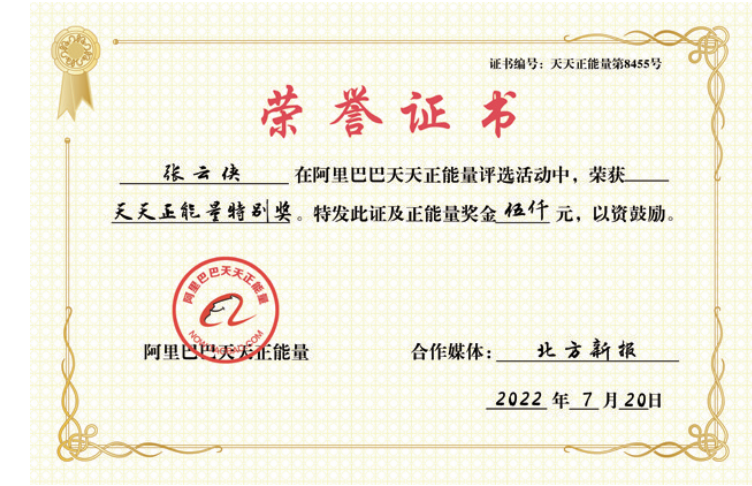 证书编号：天天正能量第8455号
荣誉证书
张云侠 在阿里巴巴天天正能量评选活动中，荣获
天天正能量特别奖。特发此证及正能量奖金 伍仟 元，以资鼓励。
阿里巴巴天天正能量
NOW.TAOBAO.COM
阿里巴巴天天正能量 合作媒体：北方新报
2022 年 7 月 20日